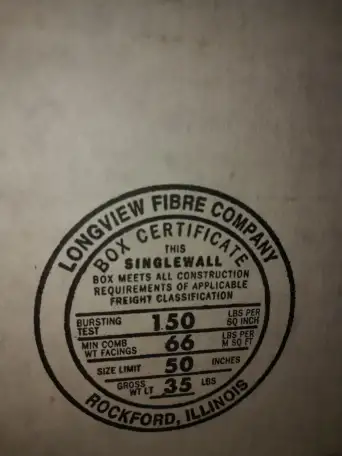 LONGVIEW FIBRE COMPANY
BOX CERTIFICATE
THIS
SINGLEWALL
BOX MEETS ALL CONSTRUCTION
REQUIREMENTS OF APPLICABLE
FREIGHT CLASSIFICATION
BURSTING TEST 150 LBS PER SQ INCH
MIN COMB WT FACINGS 66 LBS PER M SQ FT
SIZE LIMIT 50 INCHES
GROSS WT LT 35 LBS
ROCKFORD, ILLINOIS